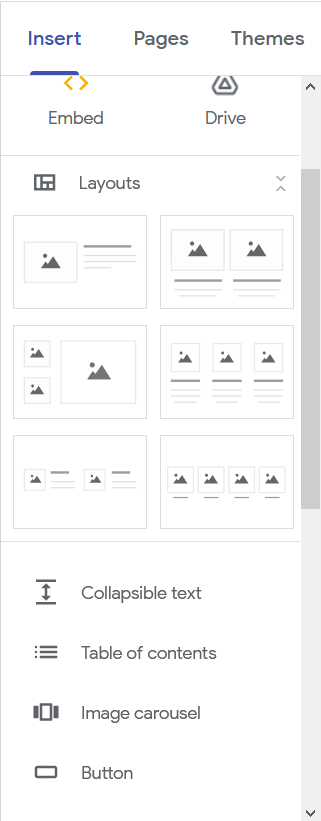 Insert Pages Themes
Embed Drive
Layouts
Collapsible text
Table of contents
Image carousel
Button